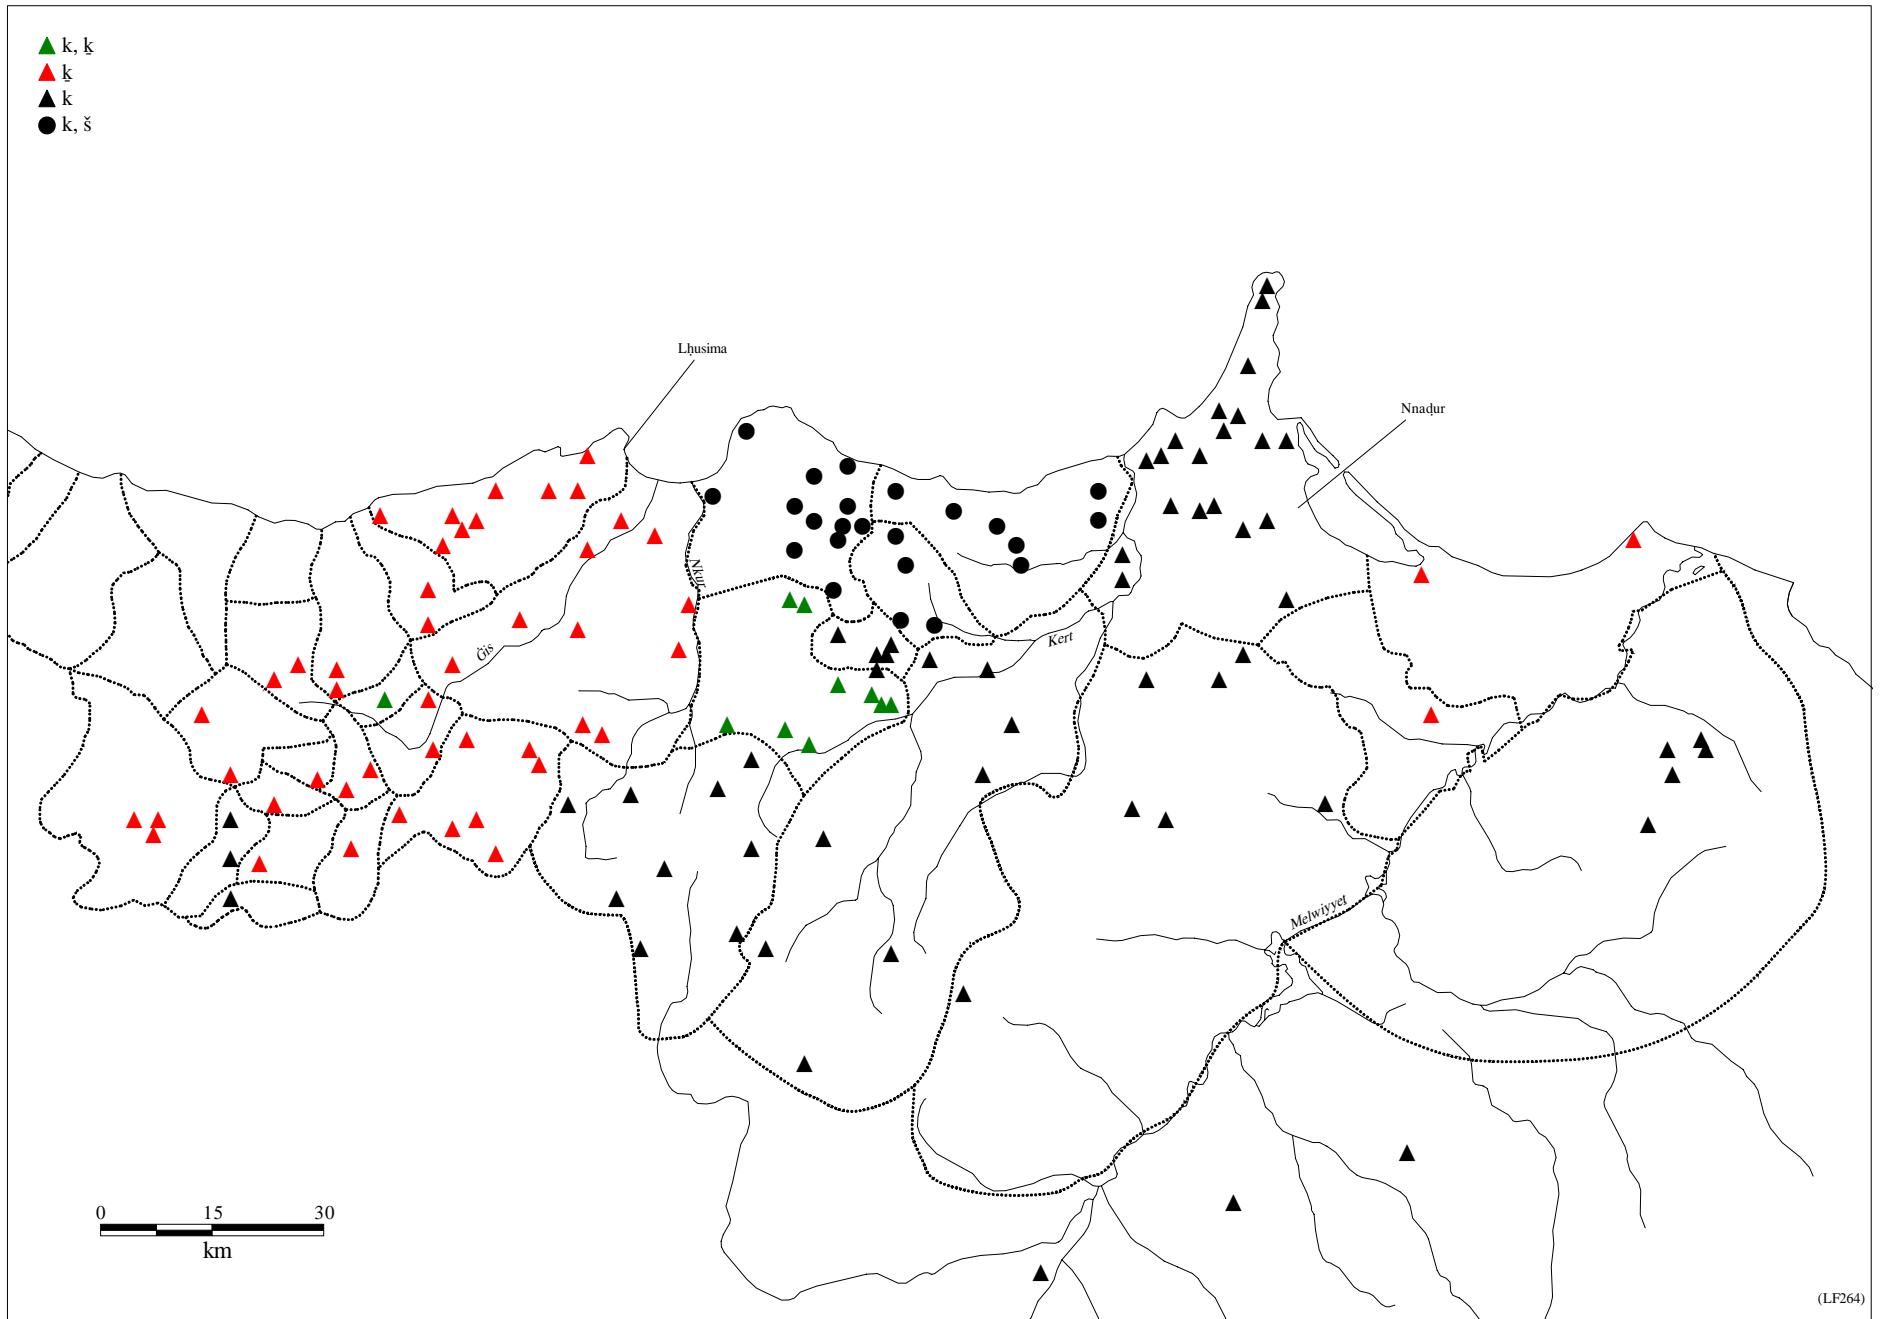 k, ḵ
ḵ
k
k, š
Lḥusima
Nnaḍur
Nkur
Ġis
Kert
Melwiyyet
0 15 30
km
(LF264)